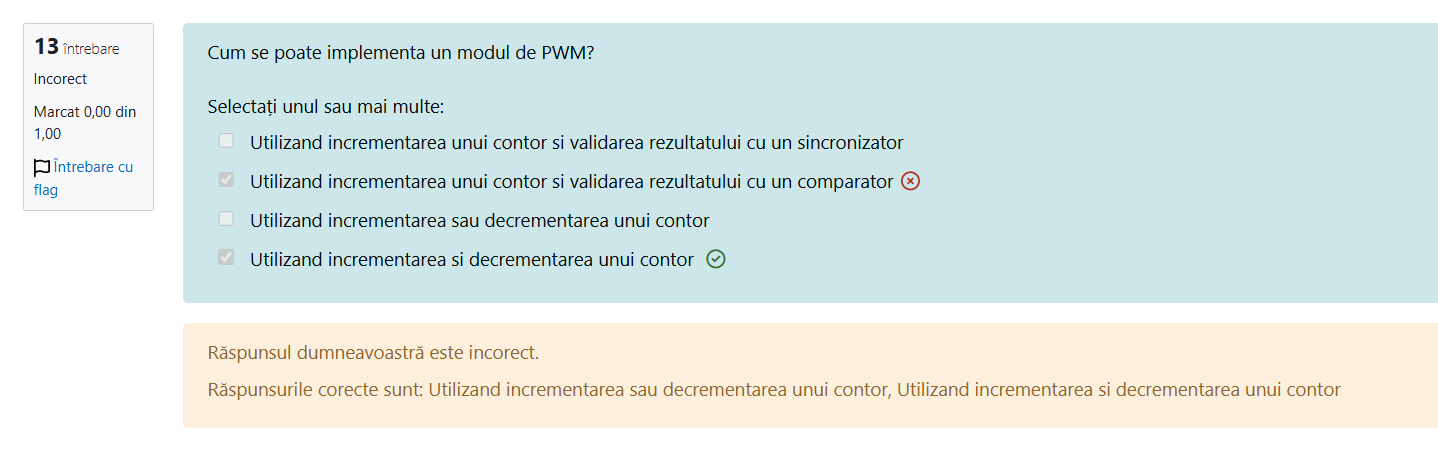 13 întrebare
Incorect
Marcat 0,00 din
1,00
Întrebare cu
flag
Cum se poate implementa un modul de PWM?
Selectați unul sau mai multe:
Utilizand incrementarea unui contor si validarea rezultatului cu un sincronizator
Utilizand incrementarea unui contor si validarea rezultatului cu un comparator
Utilizand incrementarea sau decrementarea unui contor
Utilizand incrementarea si decrementarea unui contor
Răspunsul dumneavoastră este incorect.
Răspunsurile corecte sunt: Utilizand incrementarea sau decrementarea unui contor, Utilizand incrementarea si decrementarea unui contor